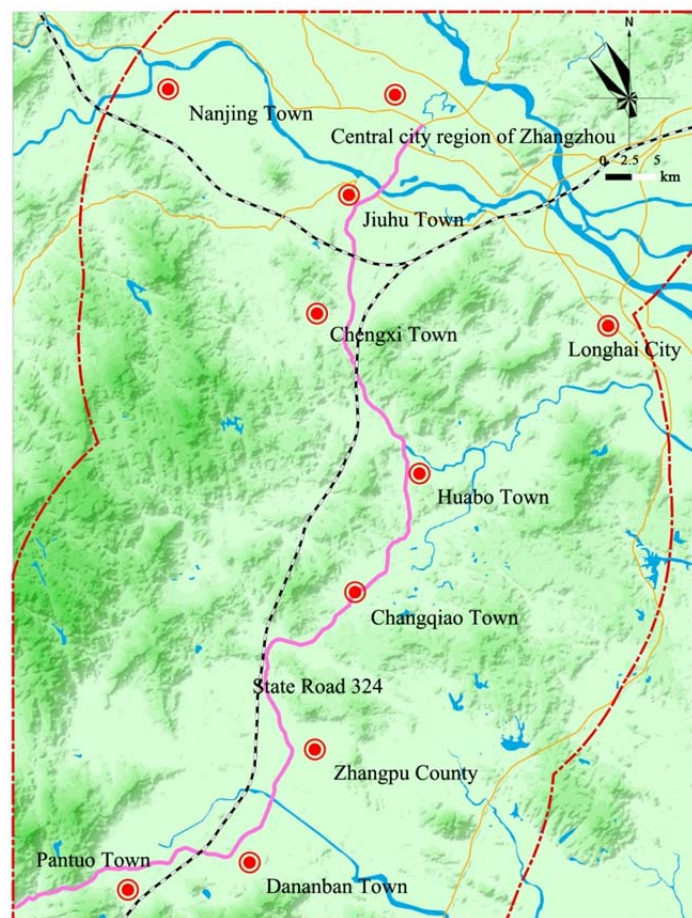 N
Nanjing Town
Central city region of Zhangzhou
0 2.5 5
km
Jiuhu Town
Chengxi Town
Longhai City
Huabo Town
Changqiao Town
State Road 324
Zhangpu County
Pantuo Town
Dananban Town